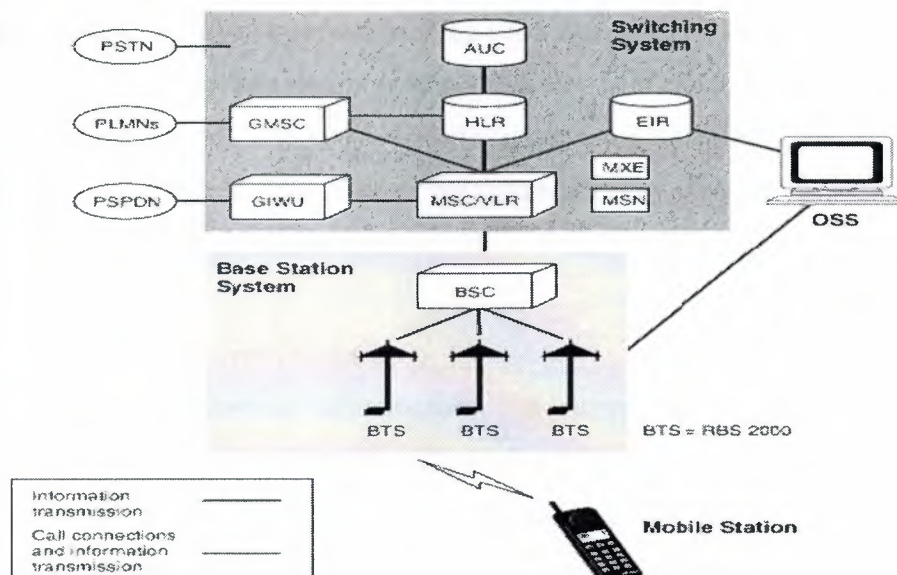 Switching
System
PSTN
AUC
PLMNs
GMSC
HLR
EIR
MXE
PSPDN
GIWU
MSC/VLR
MSN
OSS
Base Station
System
BSC
BTS
BTS
BTS
BTS = RBS 2000
Information
transmission
Call connections
and information
transmission
Mobile Station